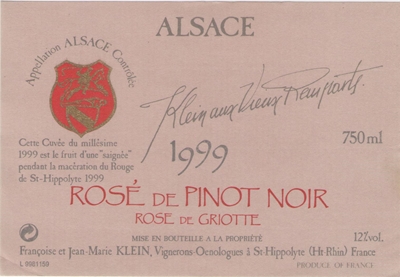 ALSACE
Appellation ALSACE Contrôlée
Klein aux Vieux Remparts
750 ml
Cette Cuvée du millésime
1999 est le fruit d'une "saignée"
pendant la macération du Rouge
de St-Hippolyte 1999
1999
ROSÉ DE PINOT NOIR
ROSE DE GRIOTTE
MISE EN BOUTEILLE A LA PROPRIÉTÉ
12%vol.
Françoise et Jean-Marie KLEIN, Vignerons-Oenologues à St-Hippolyte (Ht-Rhin) France
L 9981159
PRODUCE OF FRANCE